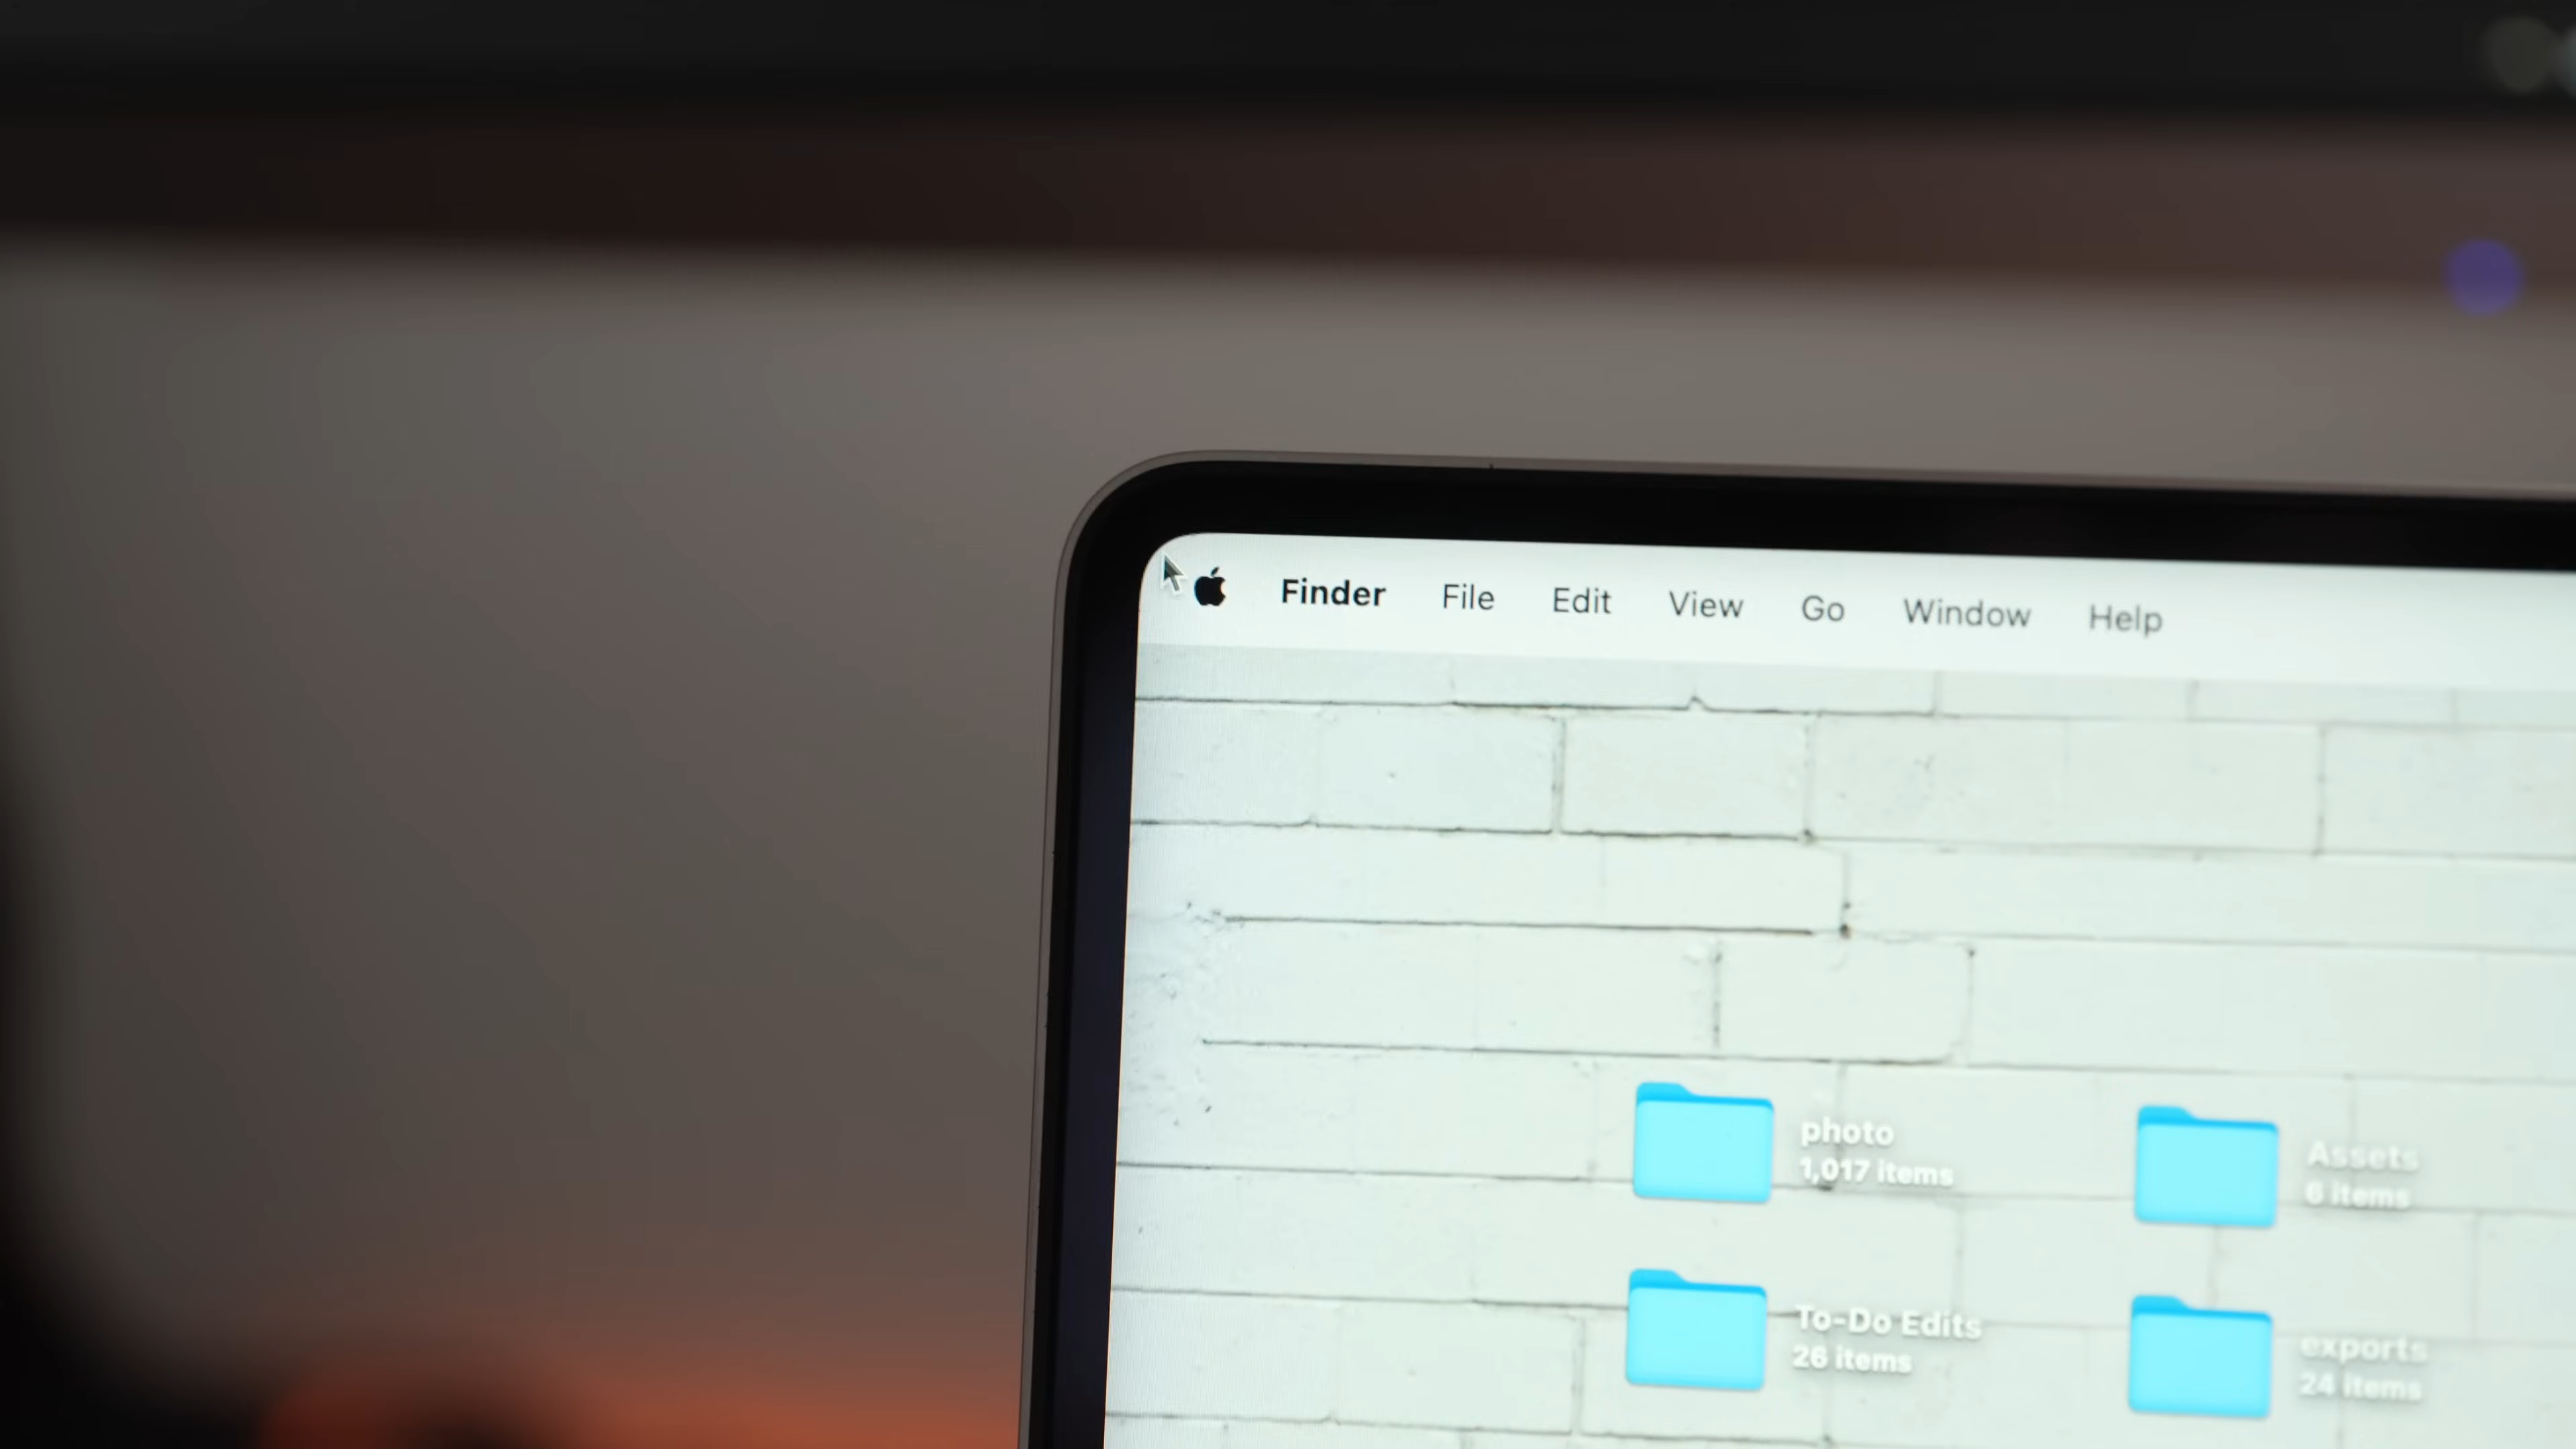 Finder File Edit View Go Window Help
photo
1,017 items
Assets
6 items
To-Do Edits
26 items
exports
24 items